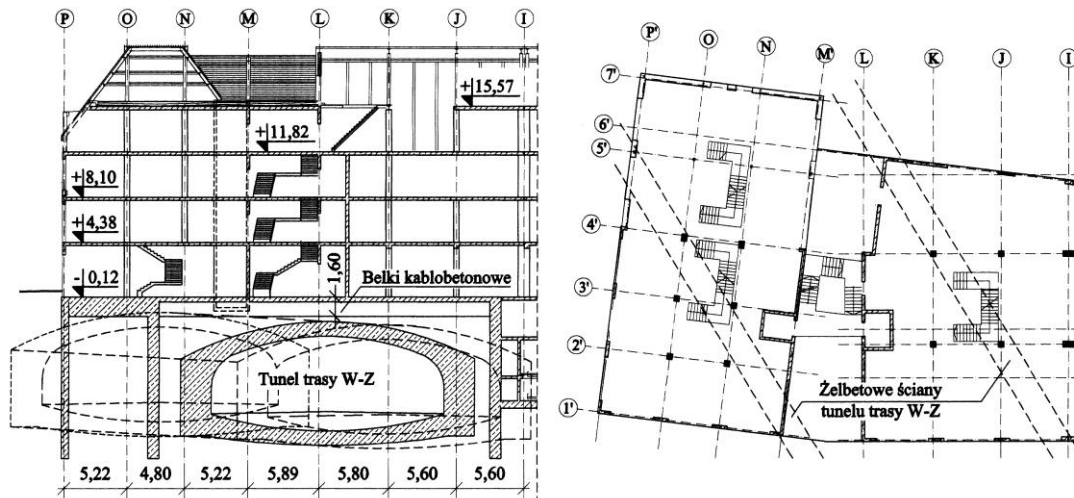 P O N M L K J I
+15,57
+11,82
+8,10
+4,38
-0,12
1,60
Belki kablobetonowe
Tunel trasy W-Z
5,22 4,80 5,22 5,89 5,80 5,60 5,60
P' O N M' L K J I
7'
6'
5'
4'
3'
2'
1'
Żelbetowe ściany
tunelu trasy W-Z